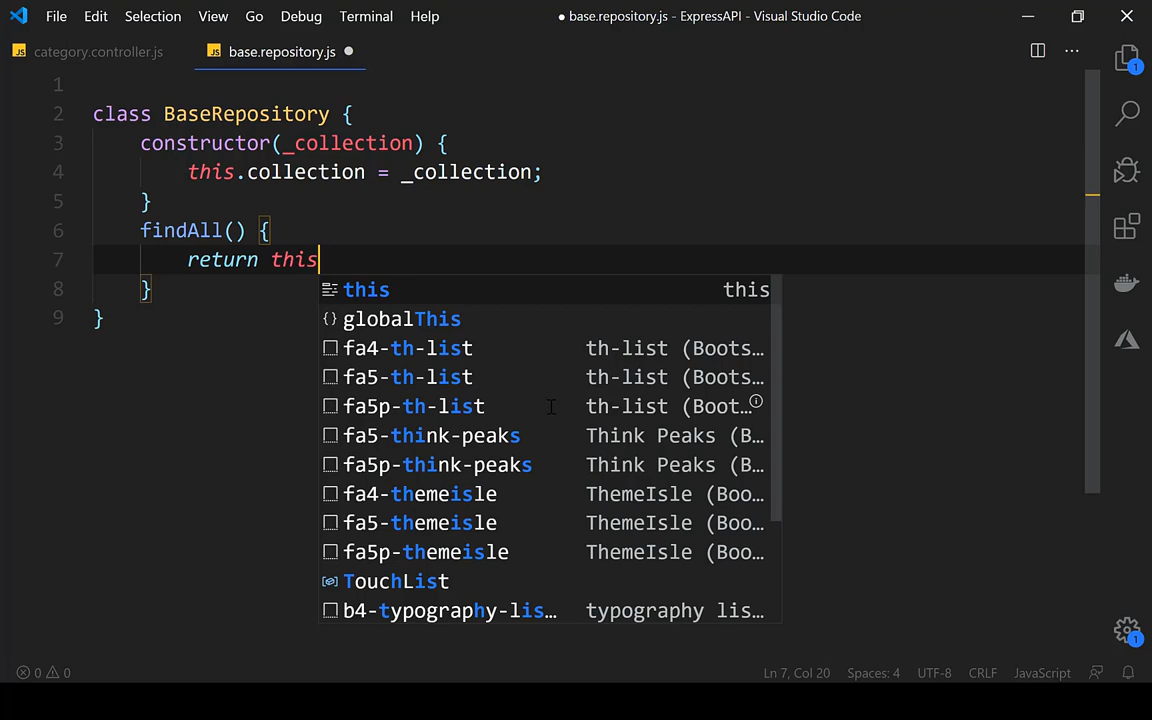 File Edit Selection View Go Debug Terminal Help ● base.repository.js - ExpressAPI - Visual Studio Code
JS category.controller.js JS base.repository.js ●
1
2 class BaseRepository {
3 constructor(_collection) {
4 this.collection = _collection;
5 }
6 findAll() {
7 return this
8 }
9 }
this this
globalThis
fa4-th-list th-list (Boots…
fa5-th-list th-list (Boots…
fa5p-th-list th-list (Boot…
fa5-think-peaks Think Peaks (B…
fa5p-think-peaks Think Peaks (B…
fa4-themeisle ThemeIsle (Boo…
fa5-themeisle ThemeIsle (Boo…
fa5p-themeisle ThemeIsle (Boo…
TouchList
b4-typography-lis… typography lis…
1
1
0 0 Ln 7, Col 20 Spaces: 4 UTF-8 CRLF JavaScript